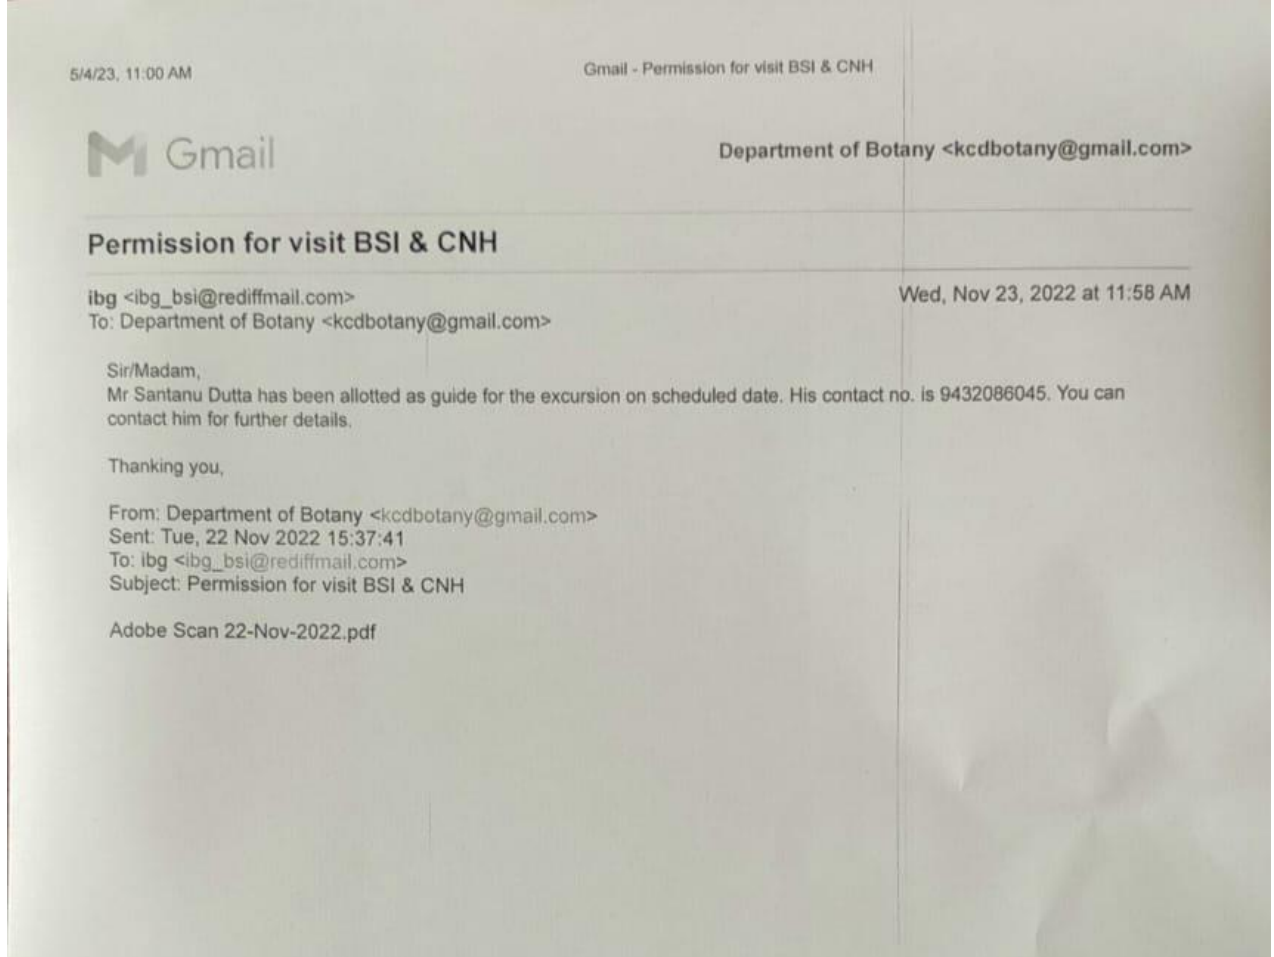 5/4/23, 11:00 AM
Gmail - Permission for visit BSI & CNH
Gmail
Department of Botany <kcdbotany@gmail.com>
Permission for visit BSI & CNH
ibg <ibg_bsi@rediffmail.com>
Wed, Nov 23, 2022 at 11:58 AM
To: Department of Botany <kcdbotany@gmail.com>
Sir/Madam,
Mr Santanu Dutta has been allotted as guide for the excursion on scheduled date. His contact no. is 9432086045. You can
contact him for further details.
Thanking you,
From: Department of Botany <kcdbotany@gmail.com>
Sent: Tue, 22 Nov 2022 15:37:41
To: ibg <ibg_bsi@rediffmail.com>
Subject: Permission for visit BSI & CNH
Adobe Scan 22-Nov-2022.pdf